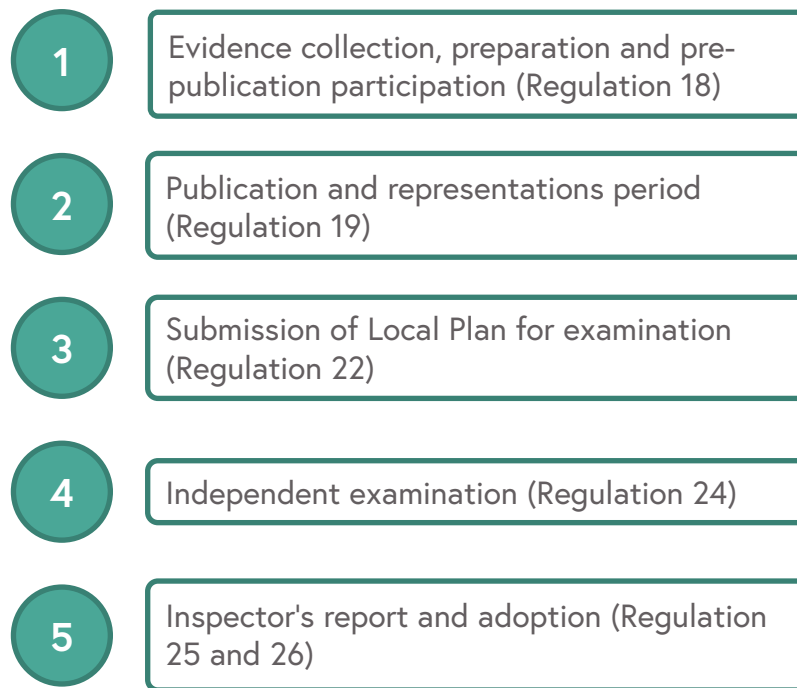 1
Evidence collection, preparation and pre-
publication participation (Regulation 18)
2
Publication and representations period
(Regulation 19)
3
Submission of Local Plan for examination
(Regulation 22)
4
Independent examination (Regulation 24)
5
Inspector's report and adoption (Regulation
25 and 26)